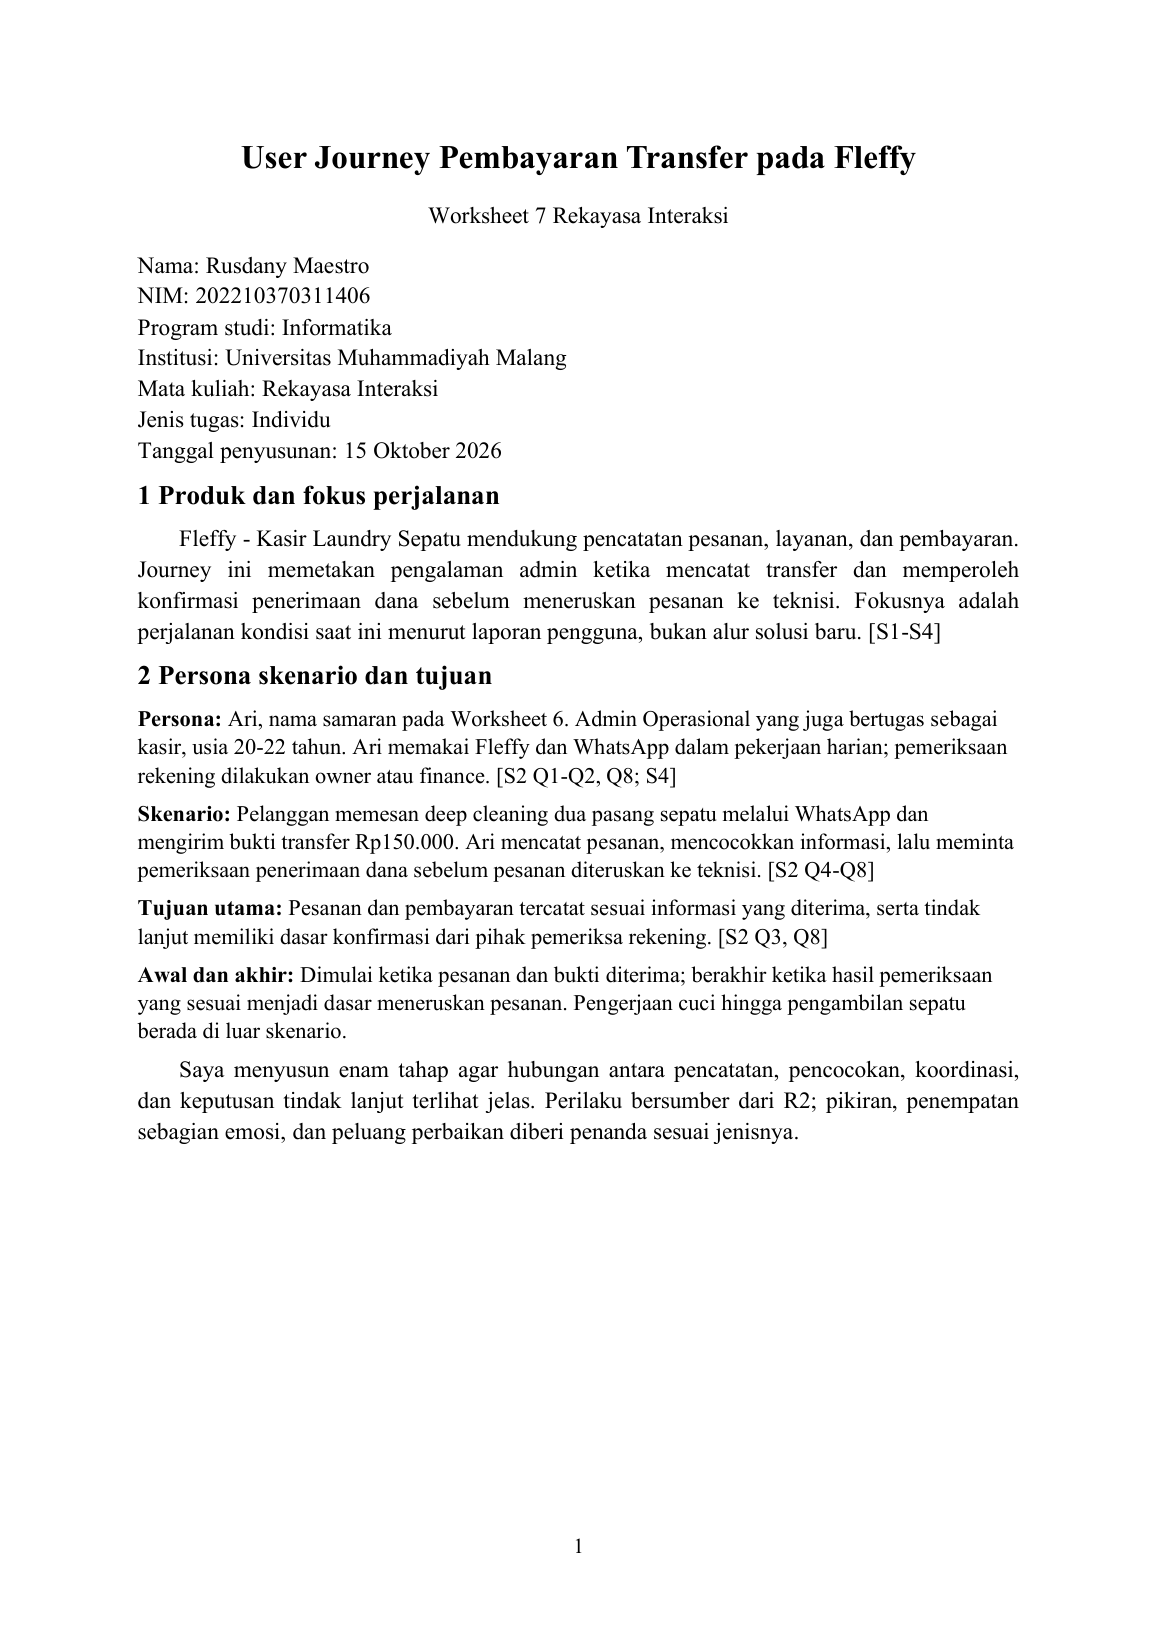 User Journey Pembayaran Transfer pada Fleffy
Worksheet 7 Rekayasa Interaksi
Nama: Rusdany Maestro
NIM: 202210370311406
Program studi: Informatika
Institusi: Universitas Muhammadiyah Malang
Mata kuliah: Rekayasa Interaksi
Jenis tugas: Individu
Tanggal penyusunan: 15 Oktober 2026
1 Produk dan fokus perjalanan
Fleffy - Kasir Laundry Sepatu mendukung pencatatan pesanan, layanan, dan pembayaran.
Journey ini memetakan pengalaman admin ketika mencatat transfer dan memperoleh
konfirmasi penerimaan dana sebelum meneruskan pesanan ke teknisi. Fokusnya adalah
perjalanan kondisi saat ini menurut laporan pengguna, bukan alur solusi baru. [S1-S4]
2 Persona skenario dan tujuan
Persona: Ari, nama samaran pada Worksheet 6. Admin Operasional yang juga bertugas sebagai
kasir, usia 20-22 tahun. Ari memakai Fleffy dan WhatsApp dalam pekerjaan harian; pemeriksaan
rekening dilakukan owner atau finance. [S2 Q1-Q2, Q8; S4]
Skenario: Pelanggan memesan deep cleaning dua pasang sepatu melalui WhatsApp dan
mengirim bukti transfer Rp150.000. Ari mencatat pesanan, mencocokkan informasi, lalu meminta
pemeriksaan penerimaan dana sebelum pesanan diteruskan ke teknisi. [S2 Q4-Q8]
Tujuan utama: Pesanan dan pembayaran tercatat sesuai informasi yang diterima, serta tindak
lanjut memiliki dasar konfirmasi dari pihak pemeriksa rekening. [S2 Q3, Q8]
Awal dan akhir: Dimulai ketika pesanan dan bukti diterima; berakhir ketika hasil pemeriksaan
yang sesuai menjadi dasar meneruskan pesanan. Pengerjaan cuci hingga pengambilan sepatu
berada di luar skenario.
Saya menyusun enam tahap agar hubungan antara pencatatan, pencocokan, koordinasi,
dan keputusan tindak lanjut terlihat jelas. Perilaku bersumber dari R2; pikiran, penempatan
sebagian emosi, dan peluang perbaikan diberi penanda sesuai jenisnya.
1